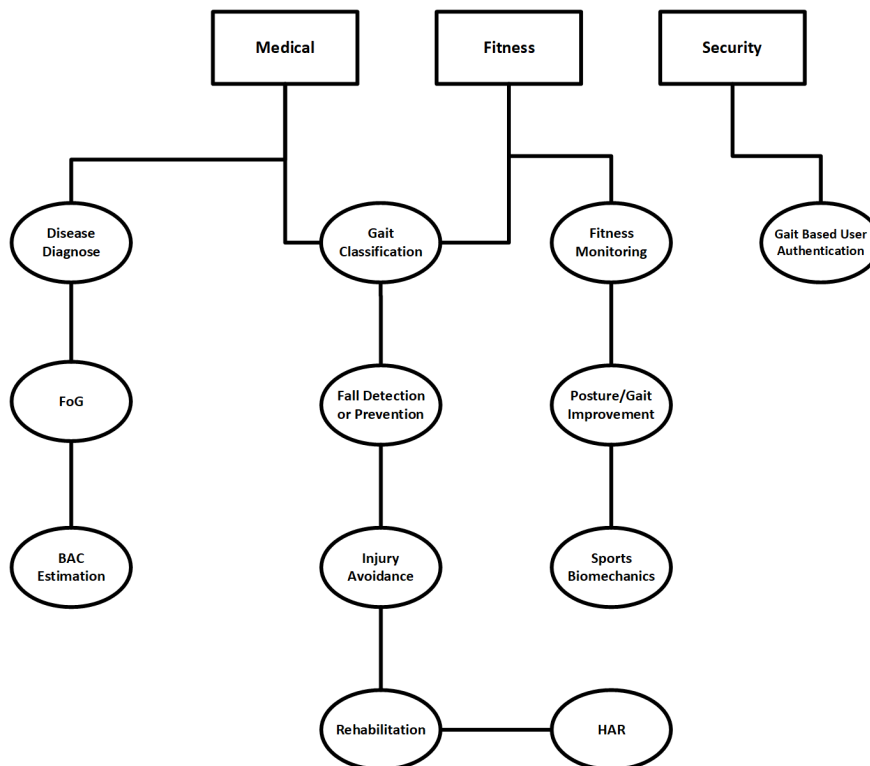 Medical
Fitness
Security
Disease
Diagnose
Gait
Classification
Fitness
Monitoring
Gait Based User
Authentication
FoG
Fall Detection
or Prevention
Posture/Gait
Improvement
BAC
Estimation
Injury
Avoidance
Sports
Biomechanics
Rehabilitation
HAR